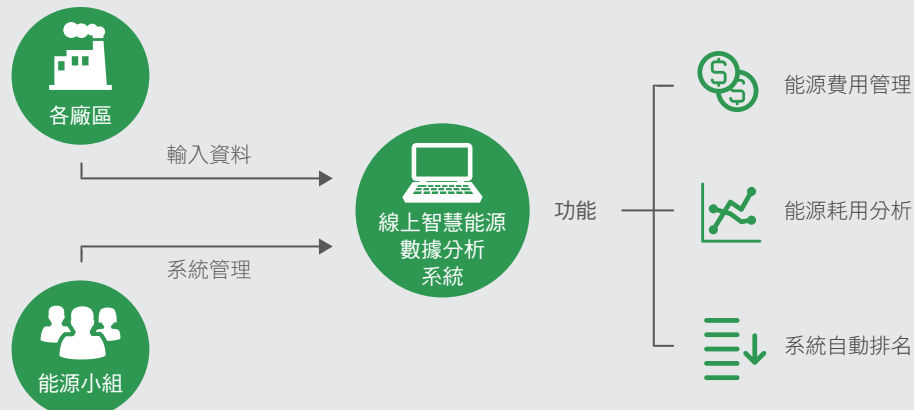 各廠區
輸入資料
系統管理
能源小組
線上智慧能源
數據分析
系統
功能
能源費用管理
能源耗用分析
系統自動排名